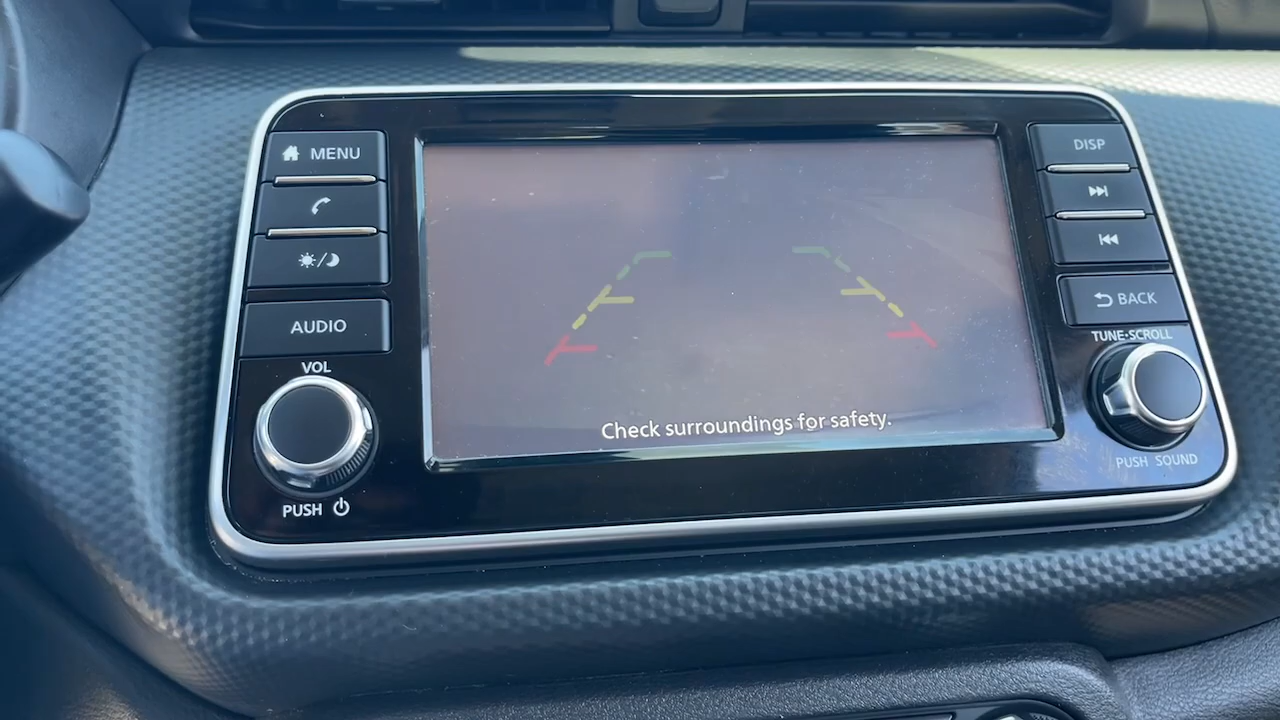 MENU
AUDIO
VOL
PUSH
Check surroundings for safety.
DISP
BACK
TUNE·SCROLL
PUSH SOUND